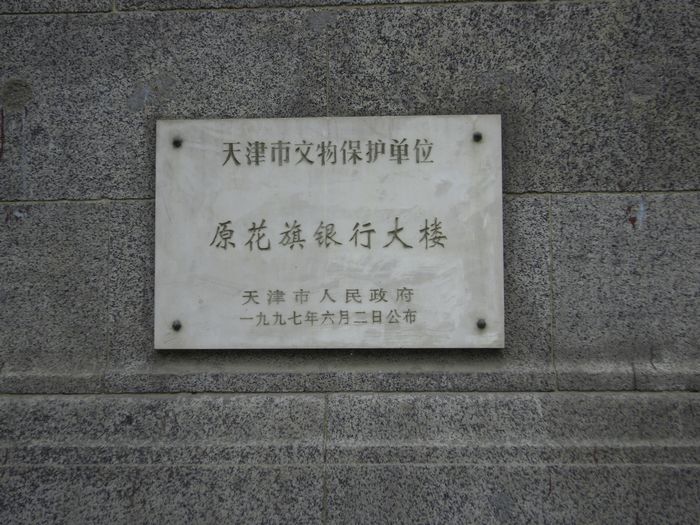 天津市文物保护单位
原花旗银行大楼
天津市人民政府
一九九七年六月二日公布